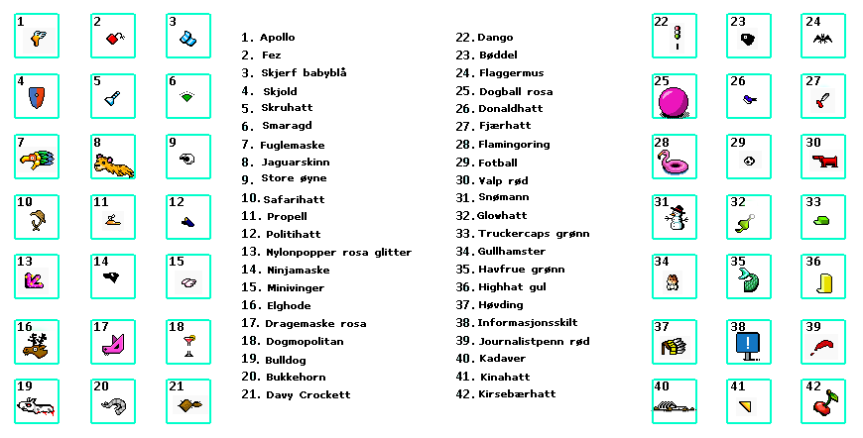 1 2 3
4 5 6
7 8 9
10 11 12
13 14 15
16 17 18
19 20 21
1. Apollo
2. Fez
3. Skjerf babyblå
4. Skjold
5. Skruhatt
6. Smaragd
7. Fuglemaske
8. Jaguarskinn
9. Store øyne
10. Safarihatt
11. Propell
12. Politihatt
13. Nylonpopper rosa glitter
14. Ninjamaske
15. Minivinger
16. Elghode
17. Dragemaske rosa
18. Dogmopolitan
19. Bulldog
20. Bukkehorn
21. Davy Crockett
22. Dango
23. Bøddel
24. Flaggermus
25. Dogball rosa
26. Donaldhatt
27. Fjærhatt
28. Flamingoring
29. Fotball
30. Valp rød
31. Snømann
32. Glowhatt
33. Truckercaps grønn
34. Gullhamster
35. Havfrue grønn
36. Highhat gul
37. Høvding
38. Informasjonsskilt
39. Journalistpenn rød
40. Kadaver
41. Kinahatt
42. Kirsebærhatt
22 23 24
25 26 27
28 29 30
31 32 33
34 35 36
37 38 39
40 41 42